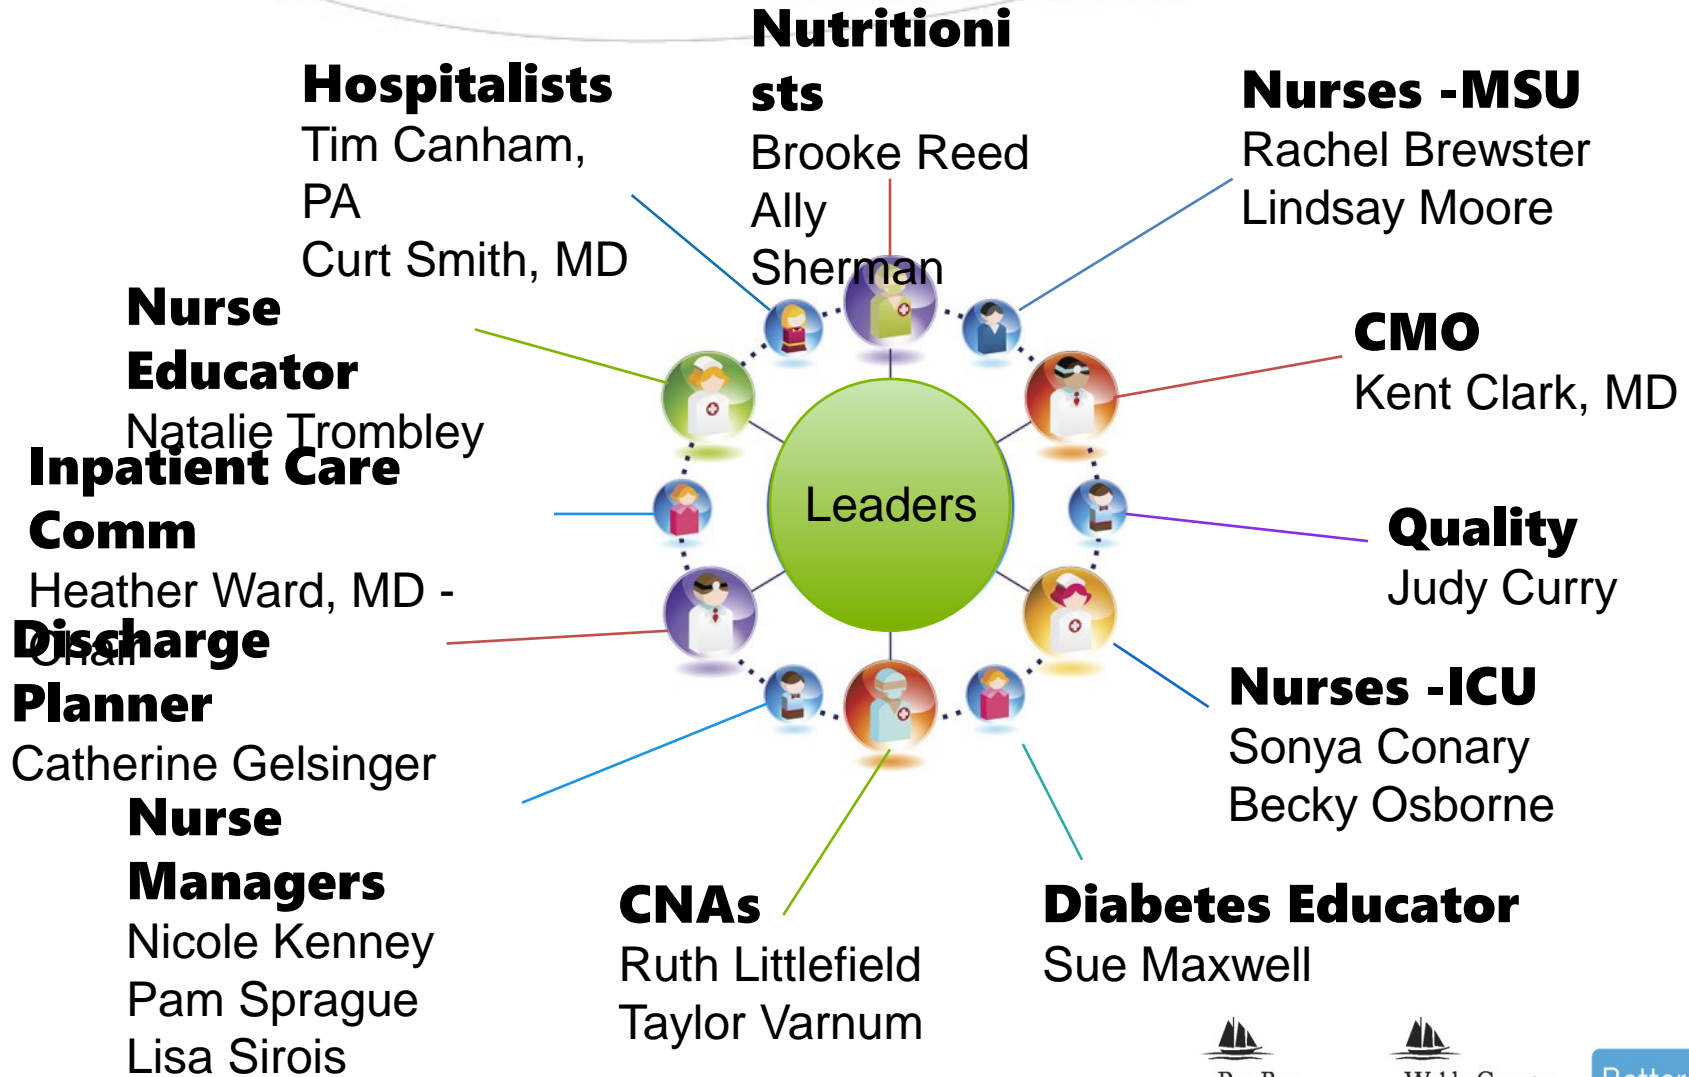 Nutritioni
sts
Brooke Reed
Ally
Sherman
Hospitalists
Tim Canham,
PA
Curt Smith, MD
Nurses -MSU
Rachel Brewster
Lindsay Moore
Nurse
Educator
Natalie Trombley
CMO
Kent Clark, MD
Inpatient Care
Comm
Heather Ward, MD -
Chair
Leaders
Quality
Judy Curry
Discharge
Planner
Catherine Gelsinger
Nurses -ICU
Sonya Conary
Becky Osborne
Nurse
Managers
Nicole Kenney
Pam Sprague
Lisa Sirois
CNAs
Ruth Littlefield
Taylor Varnum
Diabetes Educator
Sue Maxwell